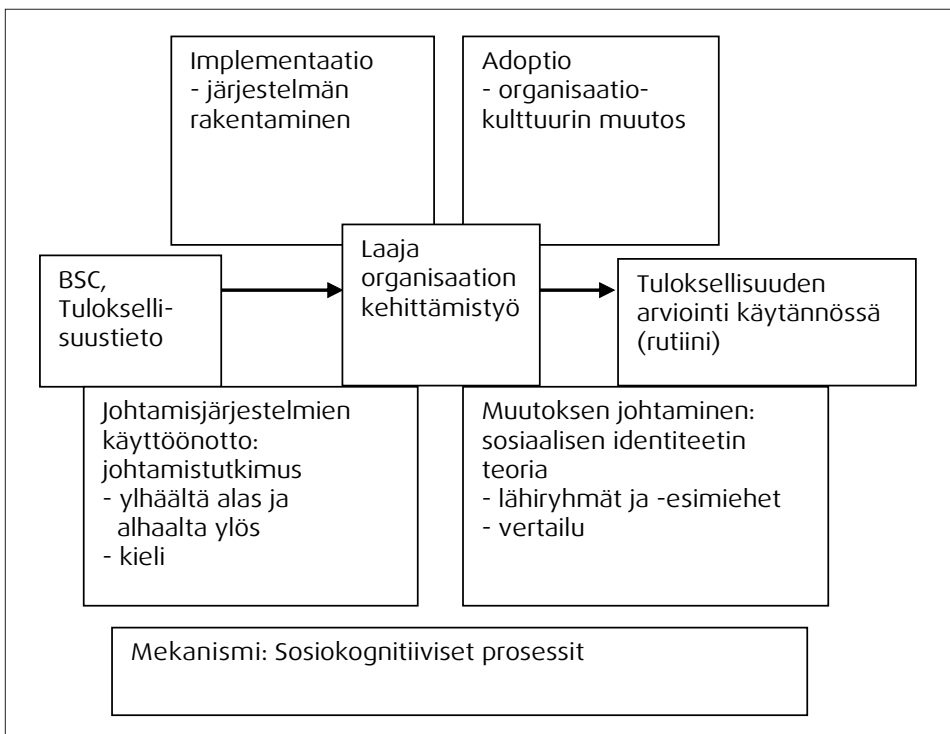 Implementaatio
- järjestelmän
rakentaminen
Adoptio
- organisaatio-
kulttuurin muutos
BSC,
Tulokselli-
suustieto
Laaja
organisaation
kehittämistyö
Tuloksellisuuden
arviointi käytännössä
(rutiini)
Johtamisjärjestelmien
käyttöönotto:
johtamistutkimus
- ylhäältä alas ja
alhaalta ylös
- kieli
Muutoksen johtaminen:
sosiaalisen identiteetin
teoria
- lähiryhmät ja -esimiehet
- vertailu
Mekanismi: Sosiokognitiiviset prosessit